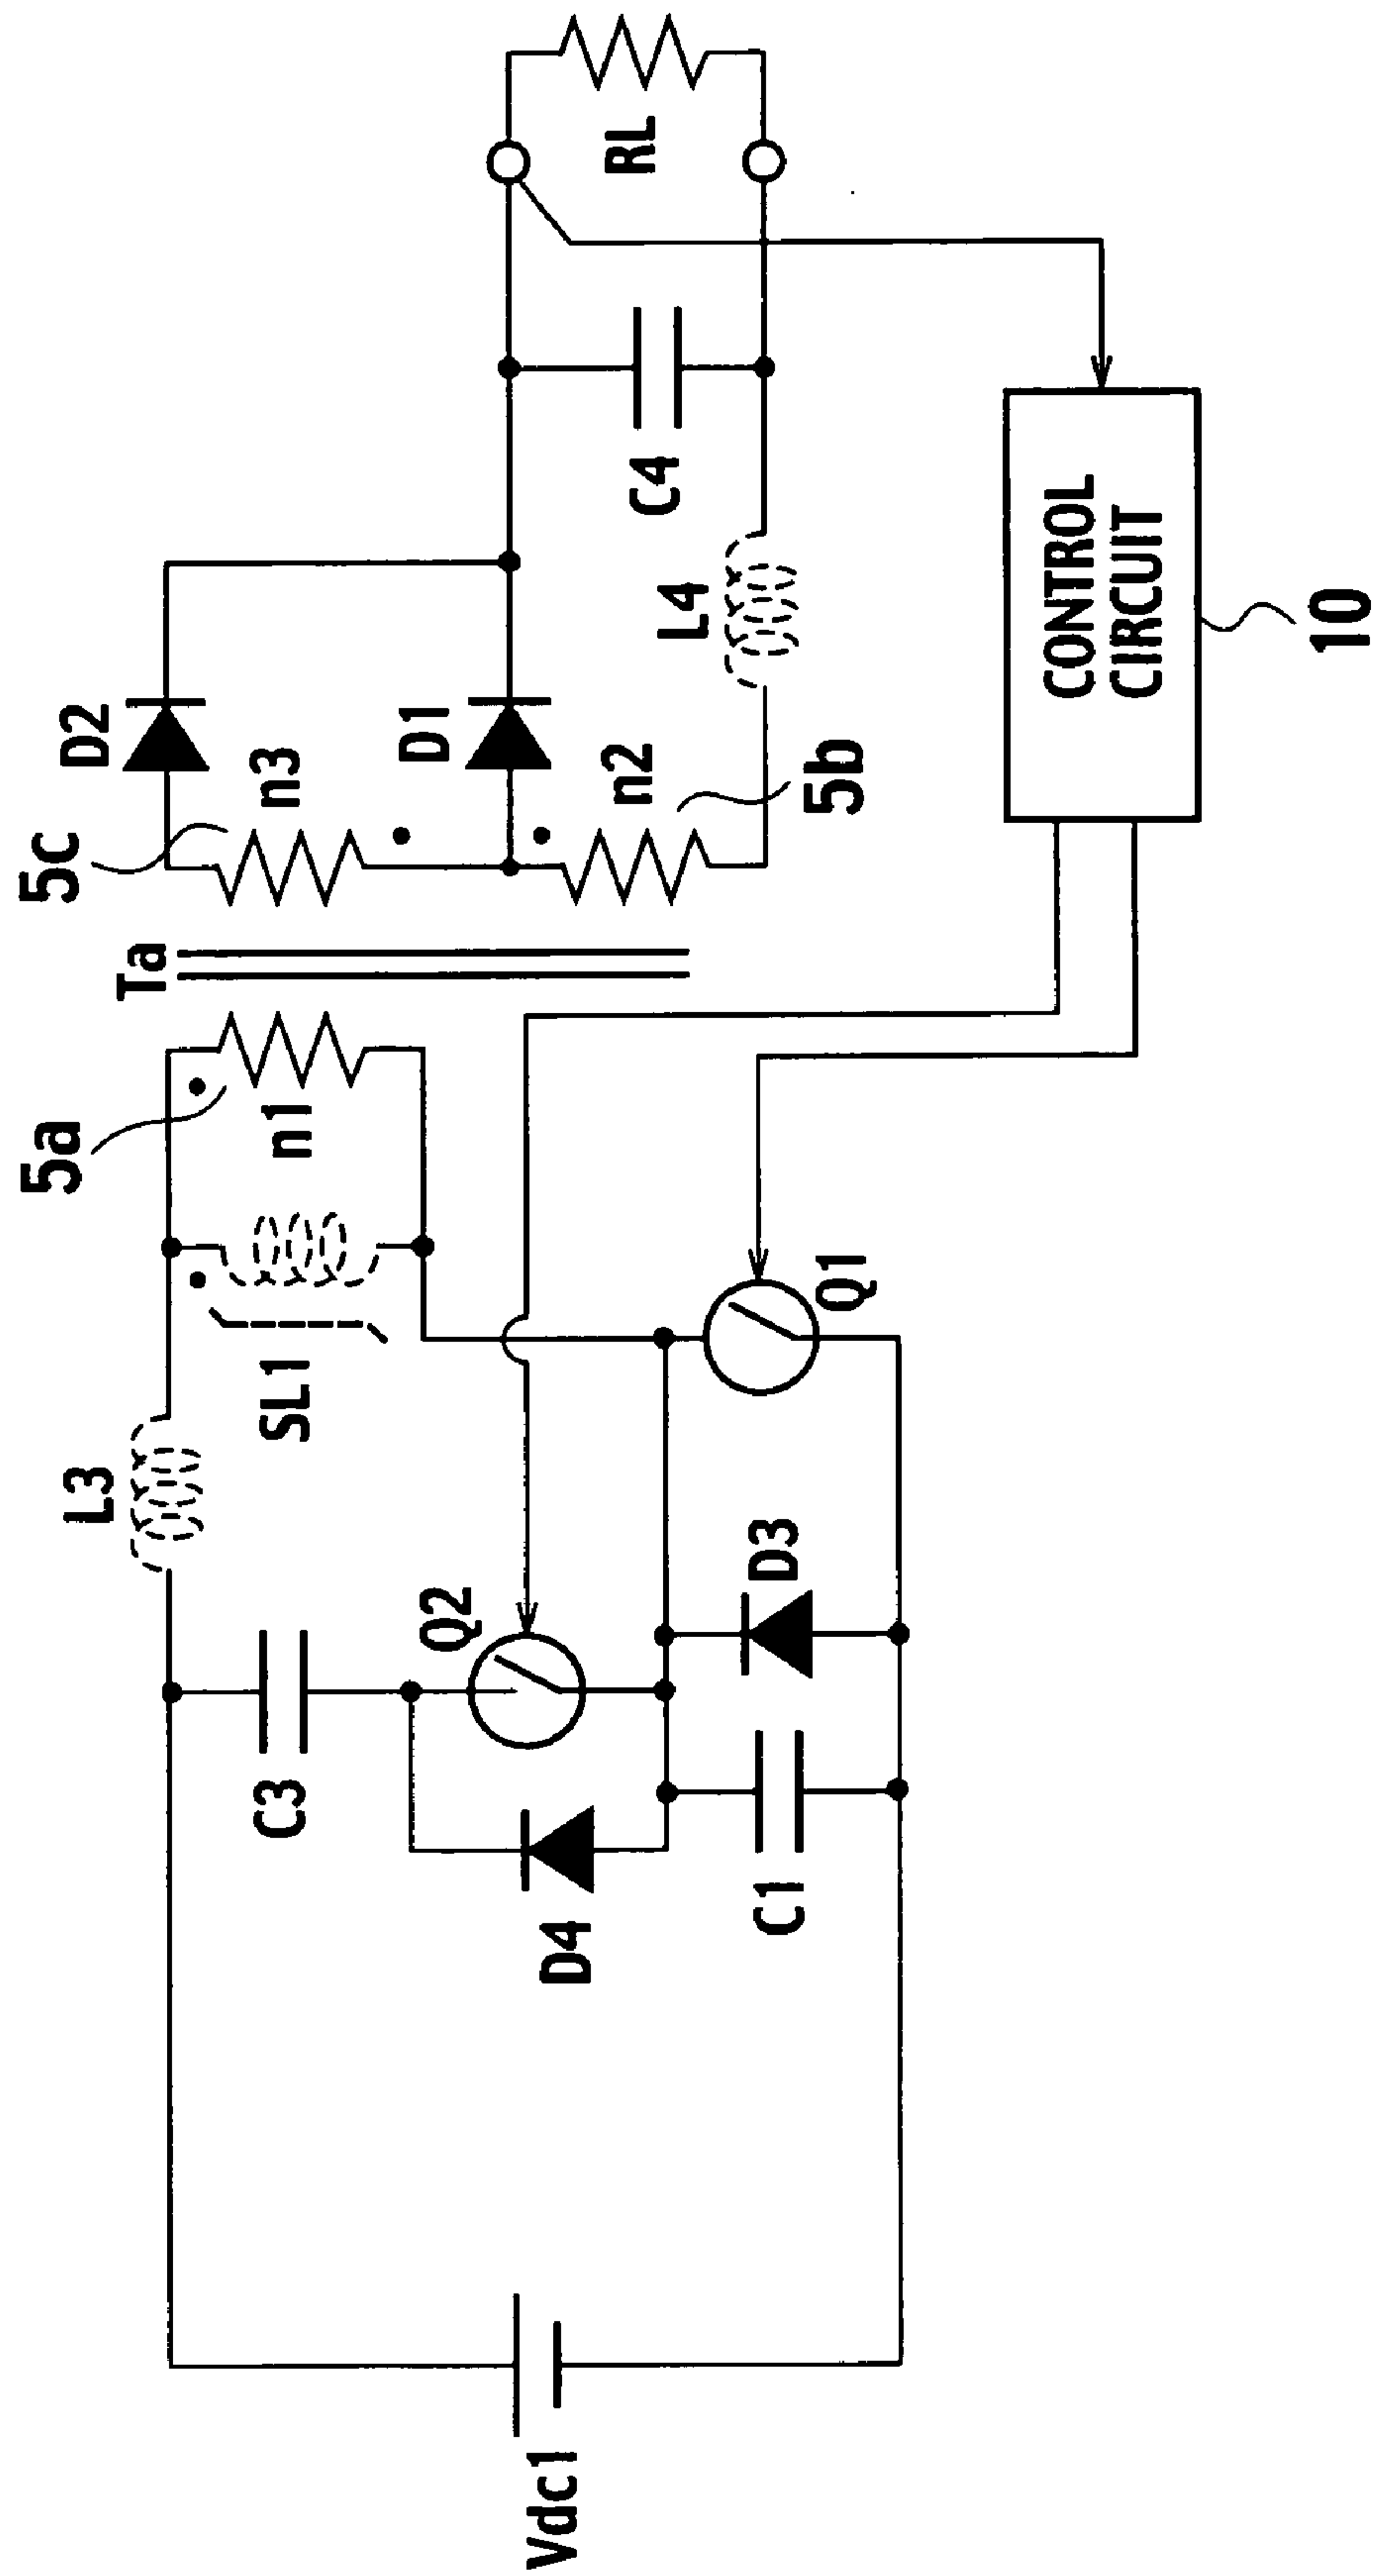 Vdc1
L3
C3
D4
Q2
C1
D3
SL1
Q1
5a
n1
Ta
5c
n3
D2
n2
5b
D1
L4
C4
RL
CONTROL
CIRCUIT
10